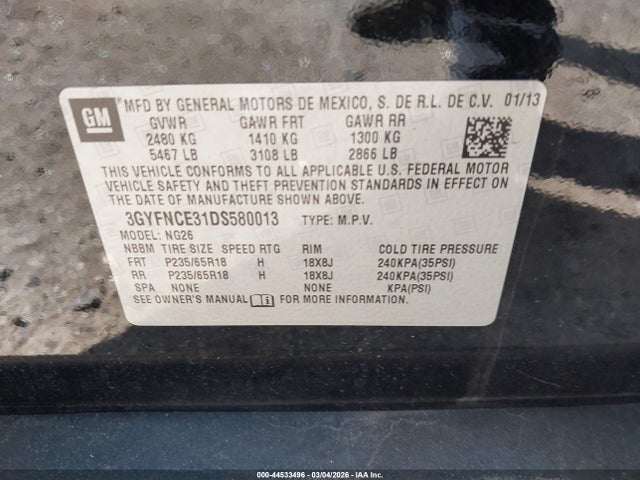 GM
MFD BY GENERAL MOTORS DE MEXICO, S. DE R.L. DE C.V. 01/13
GVWR GAWR FRT GAWR RR
2480 KG 1410 KG 1300 KG
5467 LB 3108 LB 2866 LB
THIS VEHICLE CONFORMS TO ALL APPLICABLE U.S. FEDERAL MOTOR
VEHICLE SAFETY AND THEFT PREVENTION STANDARDS IN EFFECT ON
THE DATE OF MANUFACTURE SHOWN ABOVE.
3GYFNCE31DS580013 TYPE: M.P.V.
MODEL: NG26
NBBM TIRE SIZE SPEED RTG RIM COLD TIRE PRESSURE
FRT P235/65R18 H 18X8J 240KPA(35PSI)
RR P235/65R18 H 18X8J 240KPA(35PSI)
SPA NONE NONE KPA(PSI)
SEE OWNER'S MANUAL FOR MORE INFORMATION.
000-44533496 - 03/04/2026 - IAA Inc.